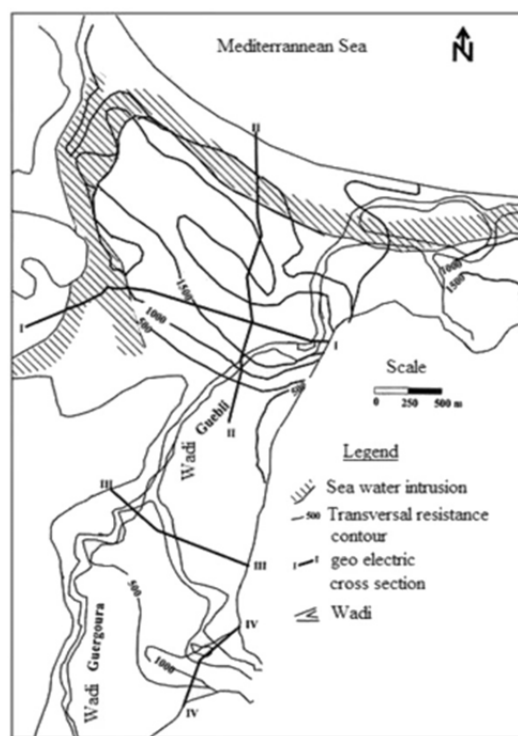 Mediterrannean Sea
N
II
1000
1500
1500
I
1000
500
I
Scale
0 250 500 m
500
Wadi Guebli
II
Legend
III
Sea water intrusion
500 Transversal resistance
contour
I I geo electric
cross section
III
500
Wadi
IV
1000
Wadi Guergoura
IV